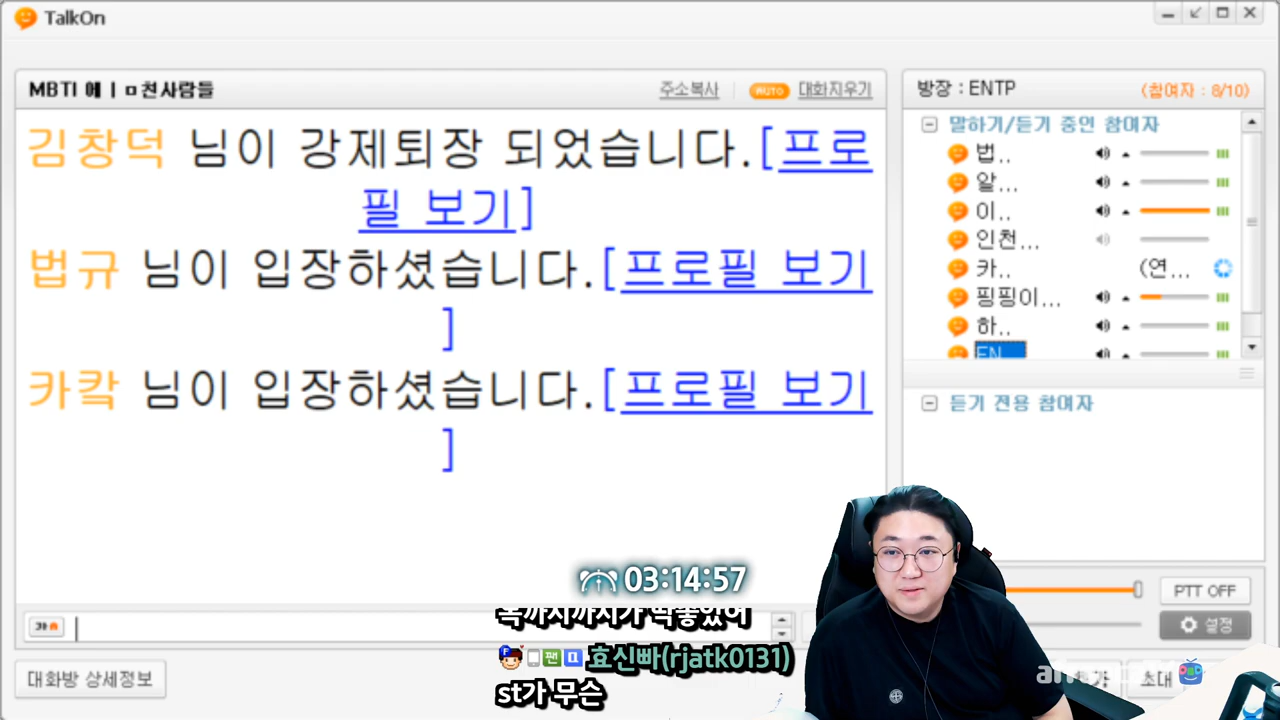 TalkOn
MBTI 에ㅣㅁ천사람들
주소복사
AUTO
대화지우기
김창덕 님이 강제퇴장 되었습니다.[프로
필 보기]
법규 님이 입장하셨습니다.[프로필 보기
]
카캌 님이 입장하셨습니다.[프로필 보기
]
방장 : ENTP
(참여자 : 8/10)
말하기/듣기 중인 참여자
법..
알...
이..
인천...
카.. (연...
핑핑이...
하..
EN...
듣기 전용 참여자
03:14:57
효신빠(rjatk0131)
st가 무슨
PTT OFF
설정
대화방 상세정보
초대